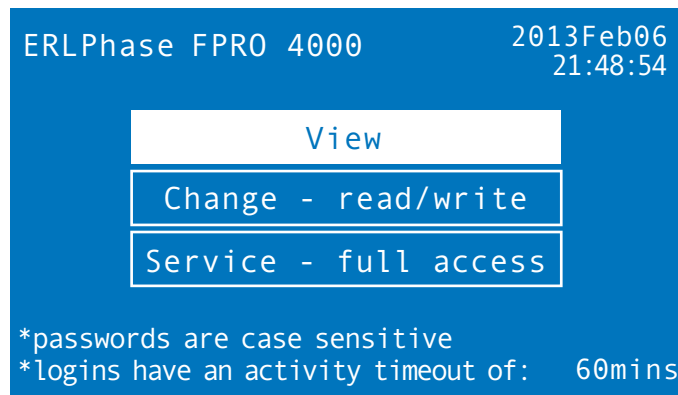 ERLPhase FPRO 4000
2013Feb06
21:48:54
View
Change - read/write
Service - full access
*passwords are case sensitive
*logins have an activity timeout of: 60mins